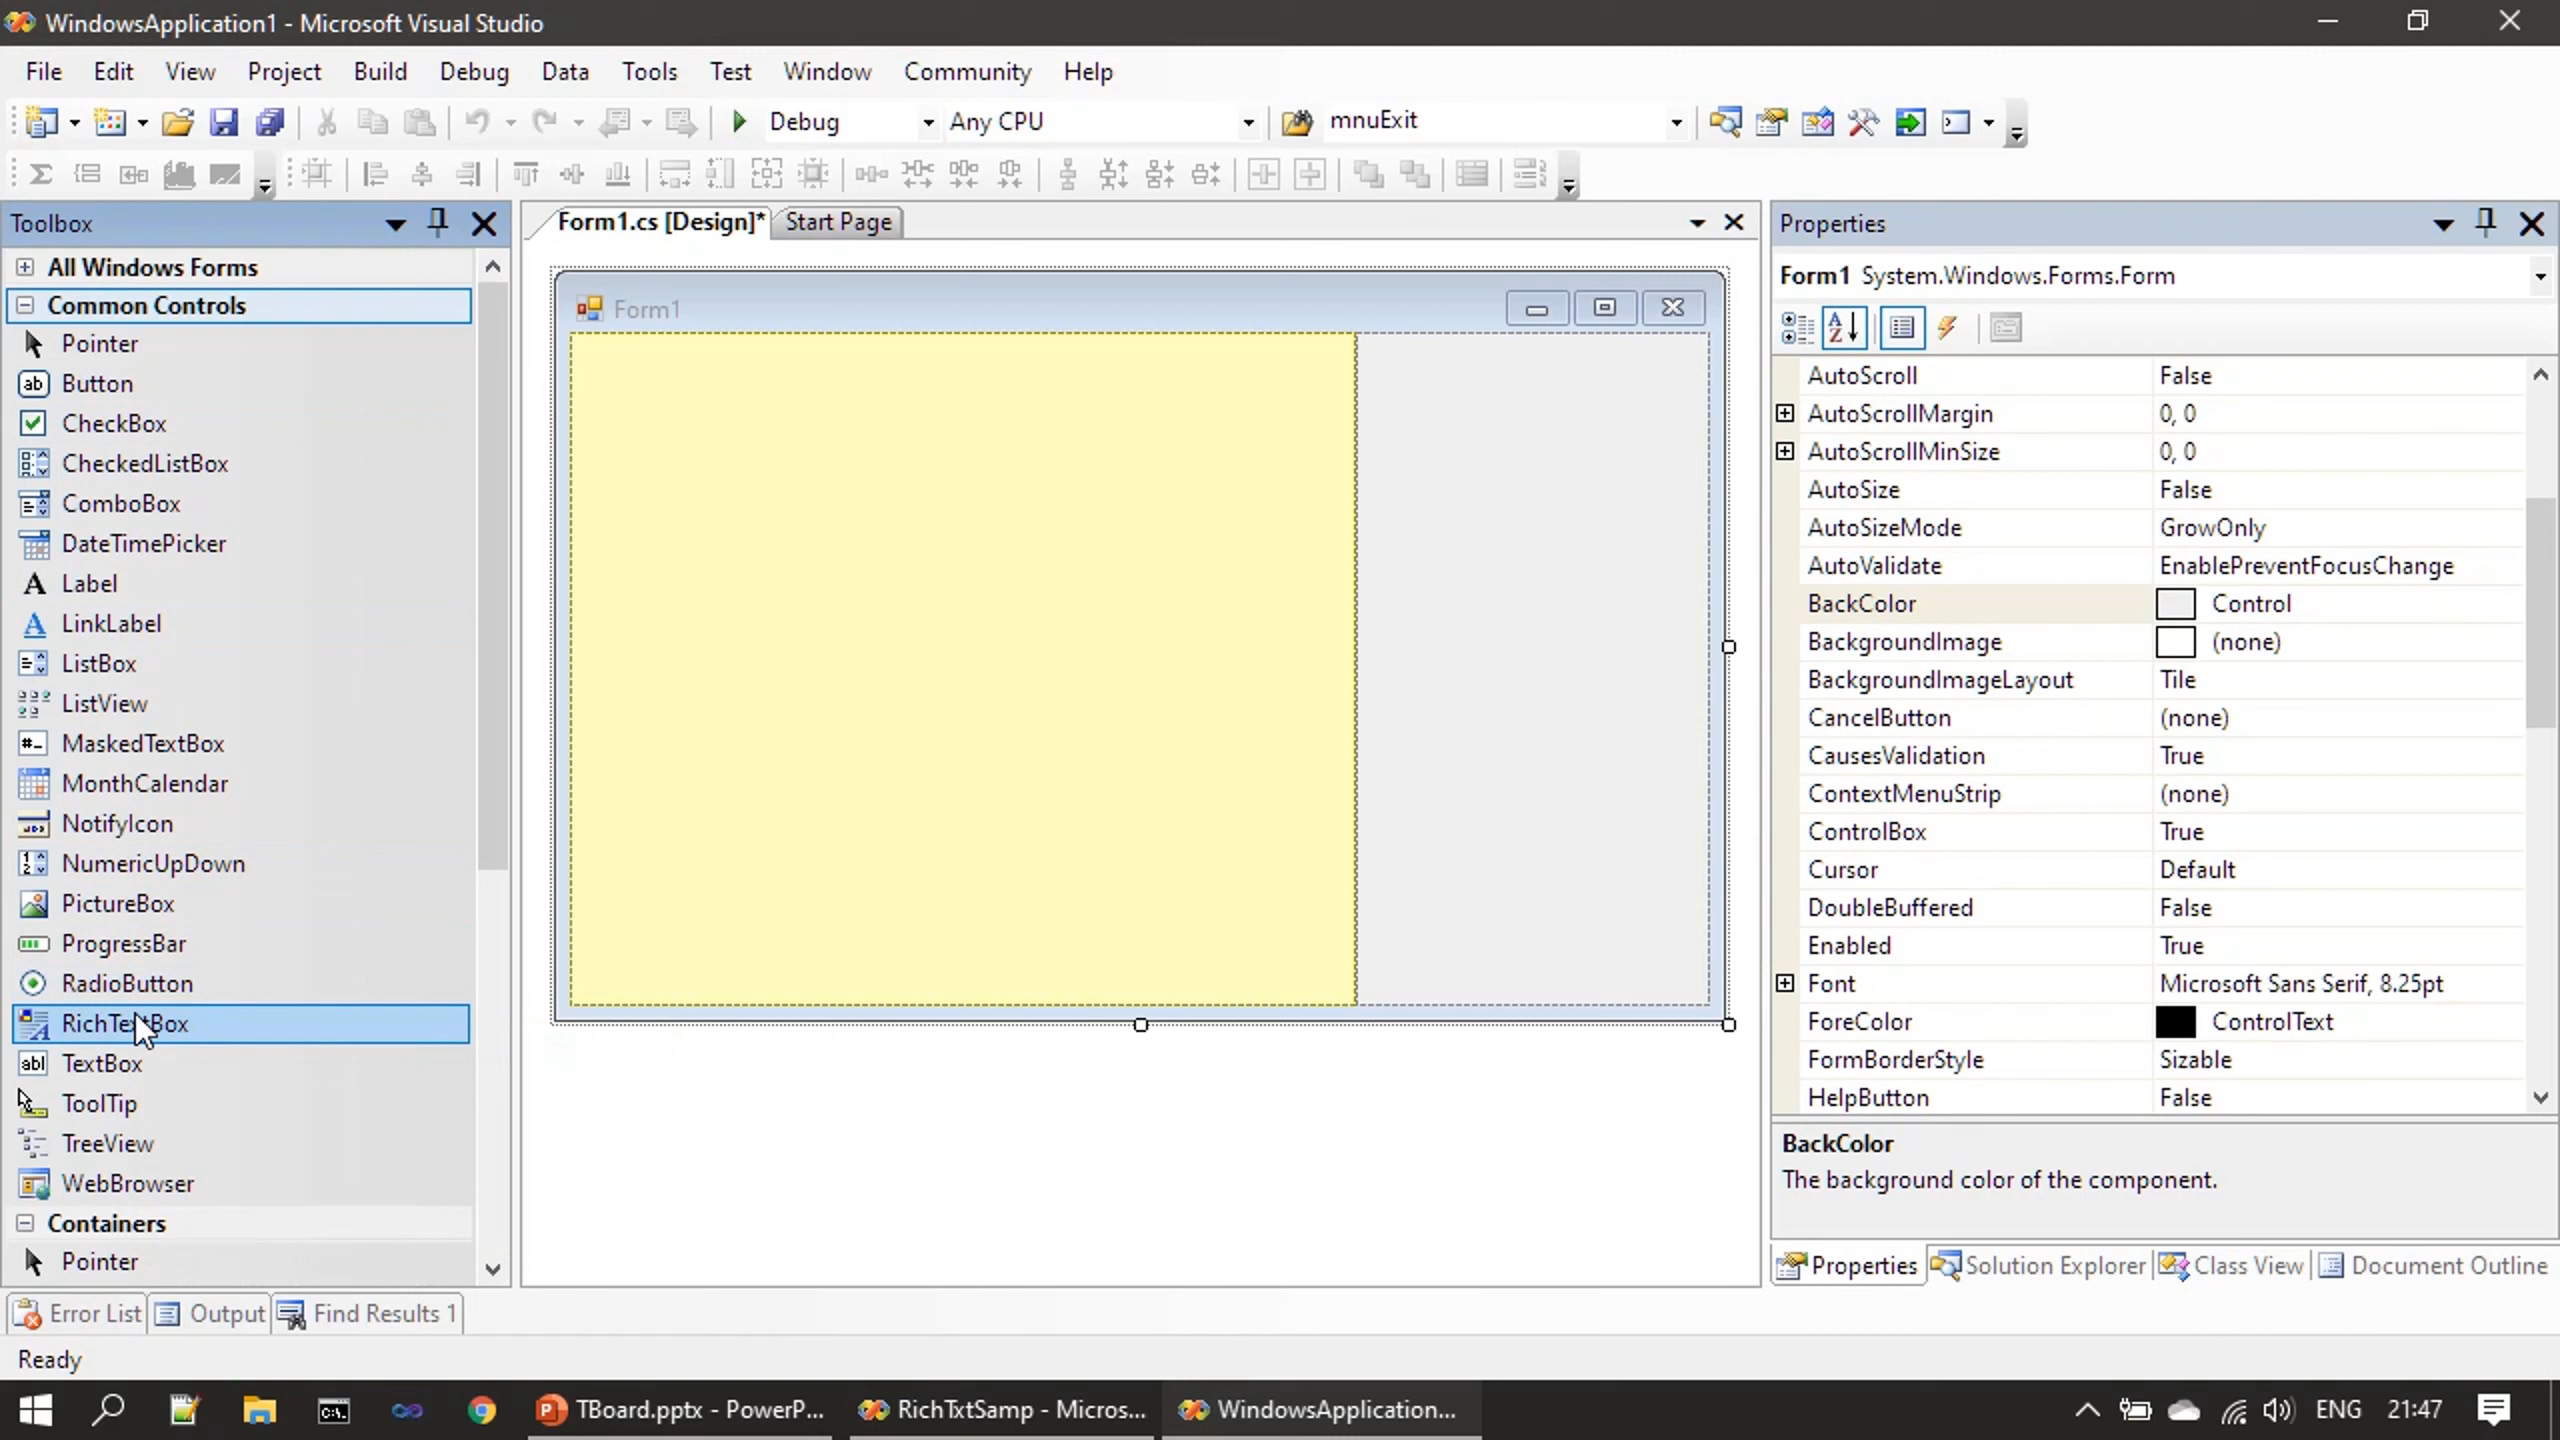 WindowsApplication1 - Microsoft Visual Studio
File Edit View Project Build Debug Data Tools Test Window Community Help
Debug Any CPU mnuExit
Toolbox
All Windows Forms
Common Controls
Pointer
Button
CheckBox
CheckedListBox
ComboBox
DateTimePicker
Label
LinkLabel
ListBox
ListView
MaskedTextBox
MonthCalendar
NotifyIcon
NumericUpDown
PictureBox
ProgressBar
RadioButton
RichTextBox
TextBox
ToolTip
TreeView
WebBrowser
Containers
Pointer
Form1.cs [Design]* Start Page
Form1
Properties
Form1 System.Windows.Forms.Form
AutoScroll False
AutoScrollMargin 0, 0
AutoScrollMinSize 0, 0
AutoSize False
AutoSizeMode GrowOnly
AutoValidate EnablePreventFocusChange
BackColor Control
BackgroundImage (none)
BackgroundImageLayout Tile
CancelButton (none)
CausesValidation True
ContextMenuStrip (none)
ControlBox True
Cursor Default
DoubleBuffered False
Enabled True
Font Microsoft Sans Serif, 8.25pt
ForeColor ControlText
FormBorderStyle Sizable
HelpButton False
BackColor
The background color of the component.
Properties Solution Explorer Class View Document Outline
Error List Output Find Results 1
Ready
TBoard.pptx - PowerP... RichTxtSamp - Micros... WindowsApplication... ENG 21:47